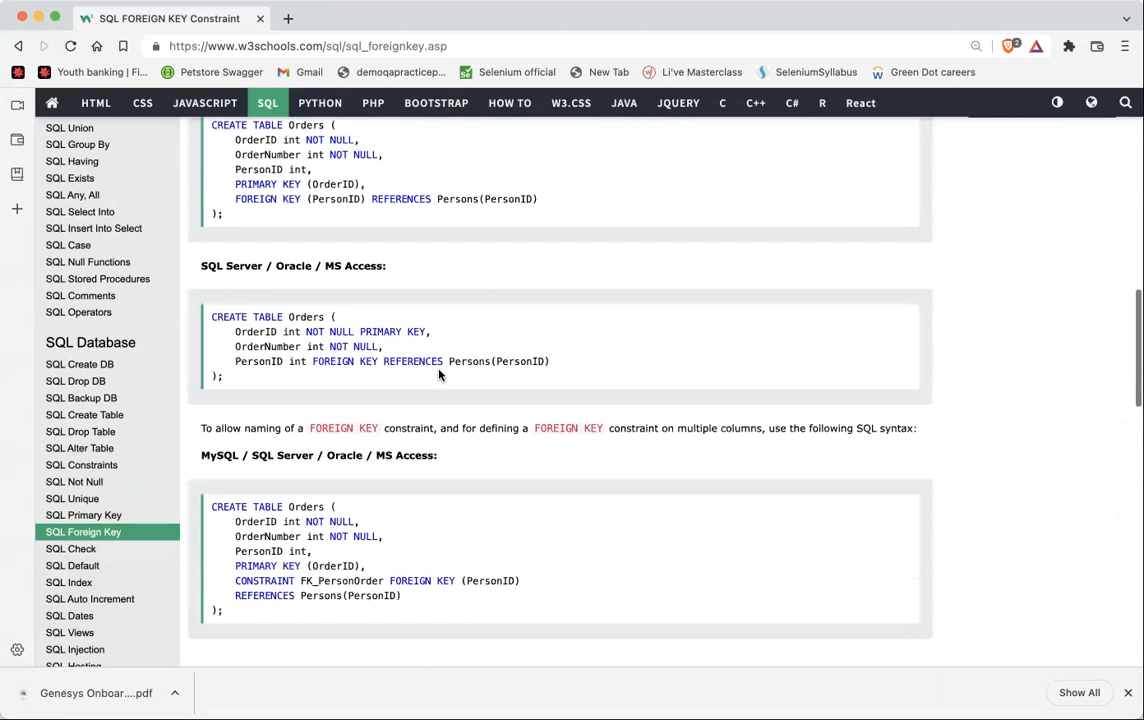 SQL FOREIGN KEY Constraint
https://www.w3schools.com/sql/sql_foreignkey.asp
2
Youth banking | Fi...
Petstore Swagger
Gmail
demoqapracticep...
Selenium official
New Tab
Li've Masterclass
SeleniumSyllabus
Green Dot careers
HTML CSS JAVASCRIPT SQL PYTHON PHP BOOTSTRAP HOW TO W3.CSS JAVA JQUERY C C++ C# R React
SQL Union
SQL Group By
SQL Having
SQL Exists
SQL Any, All
SQL Select Into
SQL Insert Into Select
SQL Case
SQL Null Functions
SQL Stored Procedures
SQL Comments
SQL Operators
SQL Database
SQL Create DB
SQL Drop DB
SQL Backup DB
SQL Create Table
SQL Drop Table
SQL Alter Table
SQL Constraints
SQL Not Null
SQL Unique
SQL Primary Key
SQL Foreign Key
SQL Check
SQL Default
SQL Index
SQL Auto Increment
SQL Dates
SQL Views
SQL Injection
SQL Hosting
CREATE TABLE Orders (
OrderID int NOT NULL,
OrderNumber int NOT NULL,
PersonID int,
PRIMARY KEY (OrderID),
FOREIGN KEY (PersonID) REFERENCES Persons(PersonID)
);
SQL Server / Oracle / MS Access:
CREATE TABLE Orders (
OrderID int NOT NULL PRIMARY KEY,
OrderNumber int NOT NULL,
PersonID int FOREIGN KEY REFERENCES Persons(PersonID)
);
To allow naming of a FOREIGN KEY constraint, and for defining a FOREIGN KEY constraint on multiple columns, use the following SQL syntax:
MySQL / SQL Server / Oracle / MS Access:
CREATE TABLE Orders (
OrderID int NOT NULL,
OrderNumber int NOT NULL,
PersonID int,
PRIMARY KEY (OrderID),
CONSTRAINT FK_PersonOrder FOREIGN KEY (PersonID)
REFERENCES Persons(PersonID)
);
Genesys Onboar....pdf
Show All